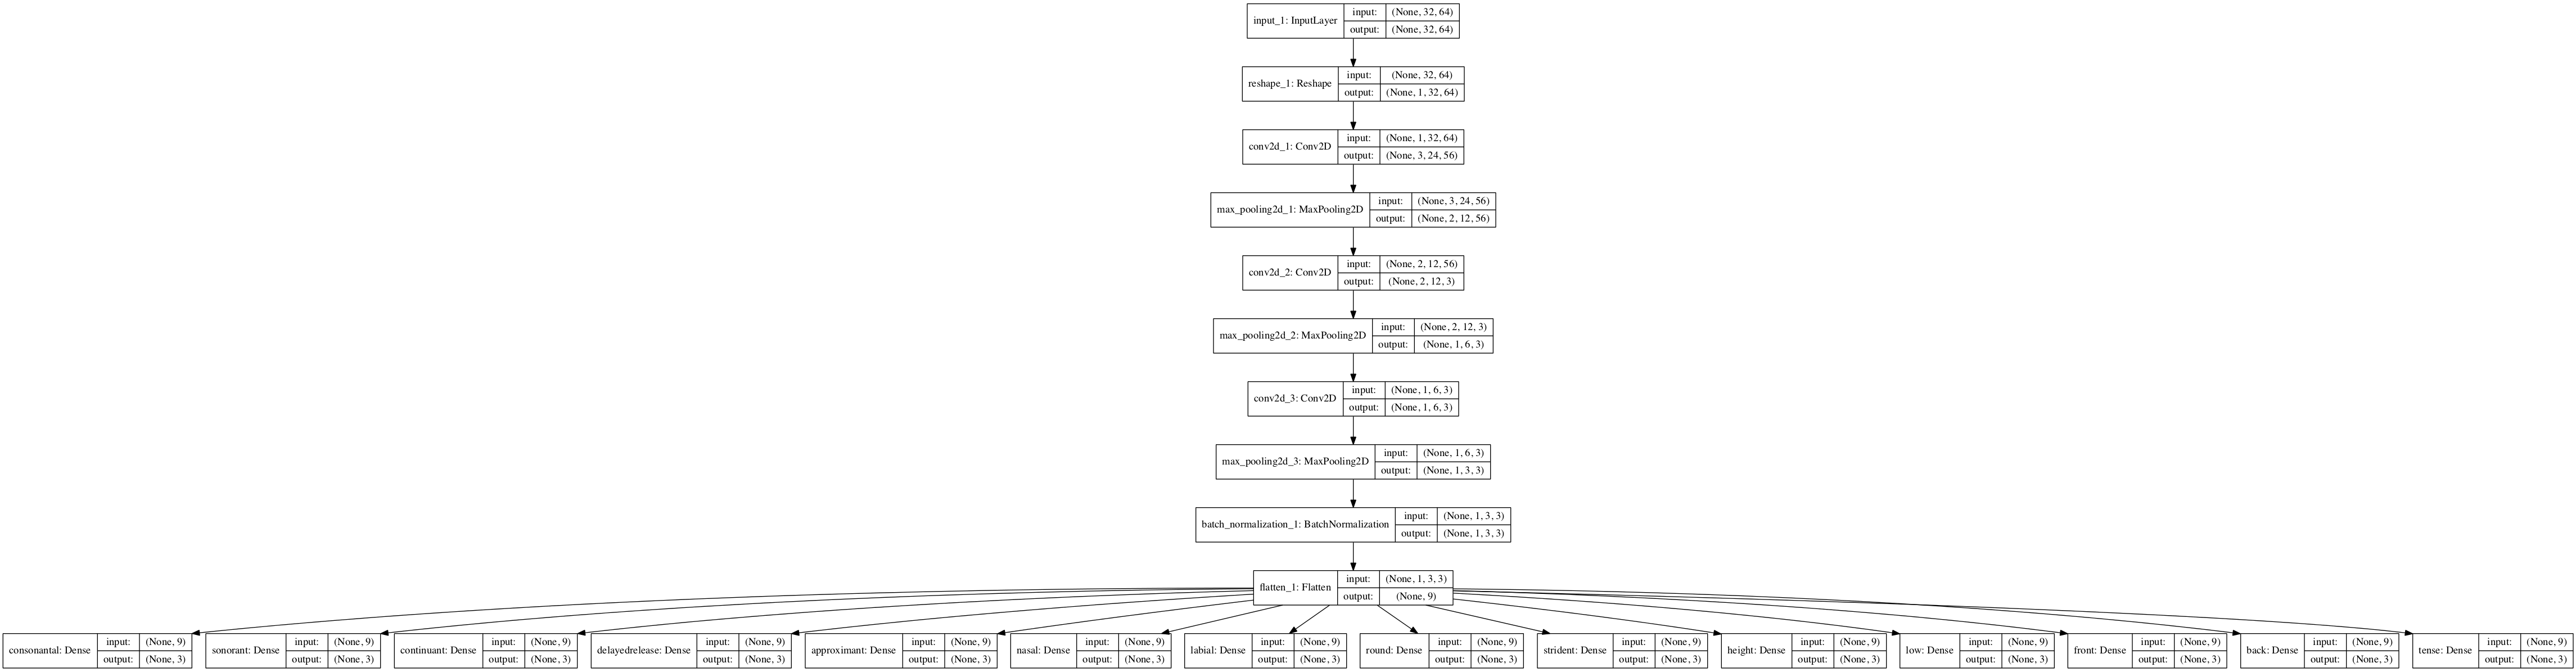 input_1: InputLayer
input: (None, 32, 64)
output: (None, 32, 64)
reshape_1: Reshape
input: (None, 32, 64)
output: (None, 1, 32, 64)
conv2d_1: Conv2D
input: (None, 1, 32, 64)
output: (None, 3, 24, 56)
max_pooling2d_1: MaxPooling2D
input: (None, 3, 24, 56)
output: (None, 2, 12, 56)
conv2d_2: Conv2D
input: (None, 2, 12, 56)
output: (None, 2, 12, 3)
max_pooling2d_2: MaxPooling2D
input: (None, 2, 12, 3)
output: (None, 1, 6, 3)
conv2d_3: Conv2D
input: (None, 1, 6, 3)
output: (None, 1, 6, 3)
max_pooling2d_3: MaxPooling2D
input: (None, 1, 6, 3)
output: (None, 1, 3, 3)
batch_normalization_1: BatchNormalization
input: (None, 1, 3, 3)
output: (None, 1, 3, 3)
flatten_1: Flatten
input: (None, 1, 3, 3)
output: (None, 9)
consonantal: Dense
input: (None, 9)
output: (None, 3)
sonorant: Dense
input: (None, 9)
output: (None, 3)
continuant: Dense
input: (None, 9)
output: (None, 3)
delayedrelease: Dense
input: (None, 9)
output: (None, 3)
approximant: Dense
input: (None, 9)
output: (None, 3)
nasal: Dense
input: (None, 9)
output: (None, 3)
labial: Dense
input: (None, 9)
output: (None, 3)
round: Dense
input: (None, 9)
output: (None, 3)
strident: Dense
input: (None, 9)
output: (None, 3)
height: Dense
input: (None, 9)
output: (None, 3)
low: Dense
input: (None, 9)
output: (None, 3)
front: Dense
input: (None, 9)
output: (None, 3)
back: Dense
input: (None, 9)
output: (None, 3)
tense: Dense
input: (None, 9)
output: (None, 3)